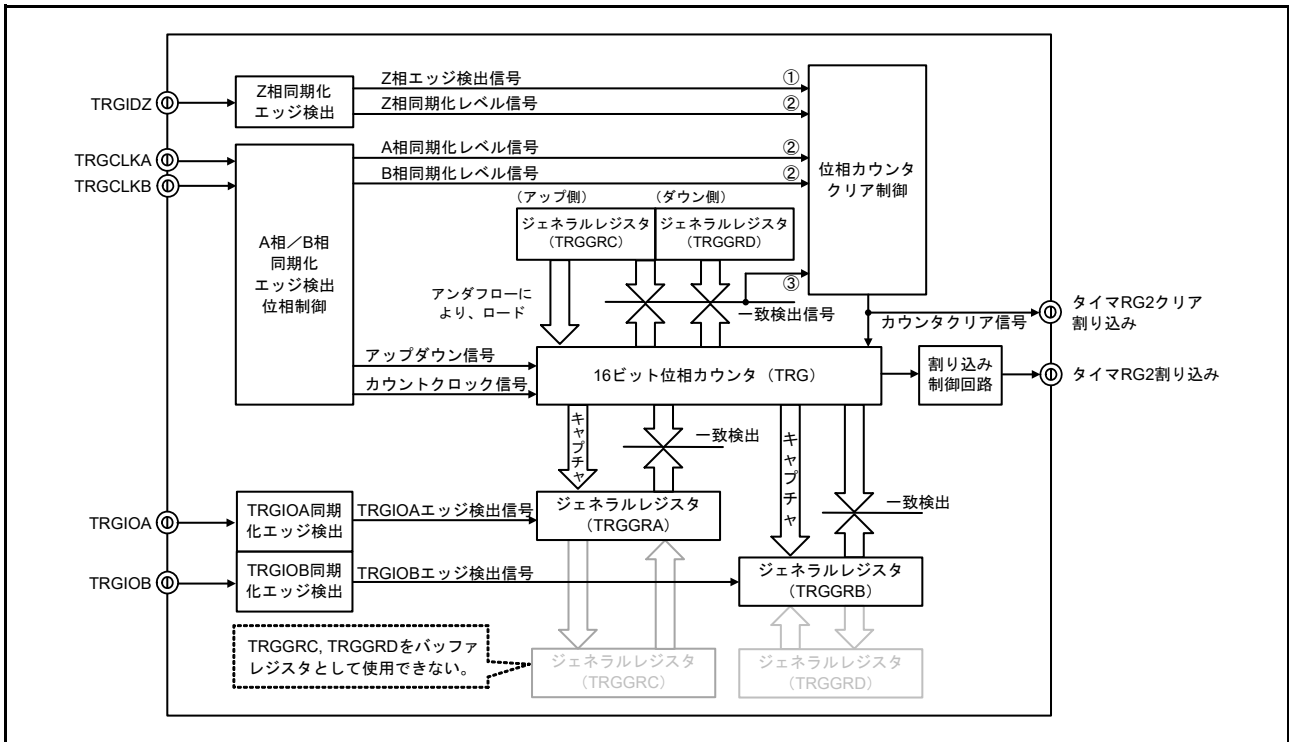 TRGIDZ
Z相同期化
エッジ検出
Z相エッジ検出信号
①
Z相同期化レベル信号
②
TRGCLKA
TRGCLKB
A相同期化レベル信号
②
B相同期化レベル信号
②
位相カウンタ
クリア制御
A相/B相
同期化
エッジ検出
位相制御
(アップ側)
(ダウン側)
ジェネラルレジスタ
(TRGGRC)
ジェネラルレジスタ
(TRGGRD)
③
アンダフローに
より、ロード
一致検出信号
カウンタクリア信号
タイマRG2クリア
割り込み
アップダウン信号
カウントクロック信号
16ビット位相カウンタ(TRG)
割り込み
制御回路
タイマRG2割り込み
キャプチャ
一致検出
キャプチャ
一致検出
TRGIOA
TRGIOA同期
化エッジ検出
TRGIOAエッジ検出信号
ジェネラルレジスタ
(TRGGRA)
TRGIOB
TRGIOB同期
化エッジ検出
TRGIOBエッジ検出信号
ジェネラルレジスタ
(TRGGRB)
TRGGRC, TRGGRDをバッファ
レジスタとして使用できない。
ジェネラルレジスタ
(TRGGRC)
ジェネラルレジスタ
(TRGGRD)